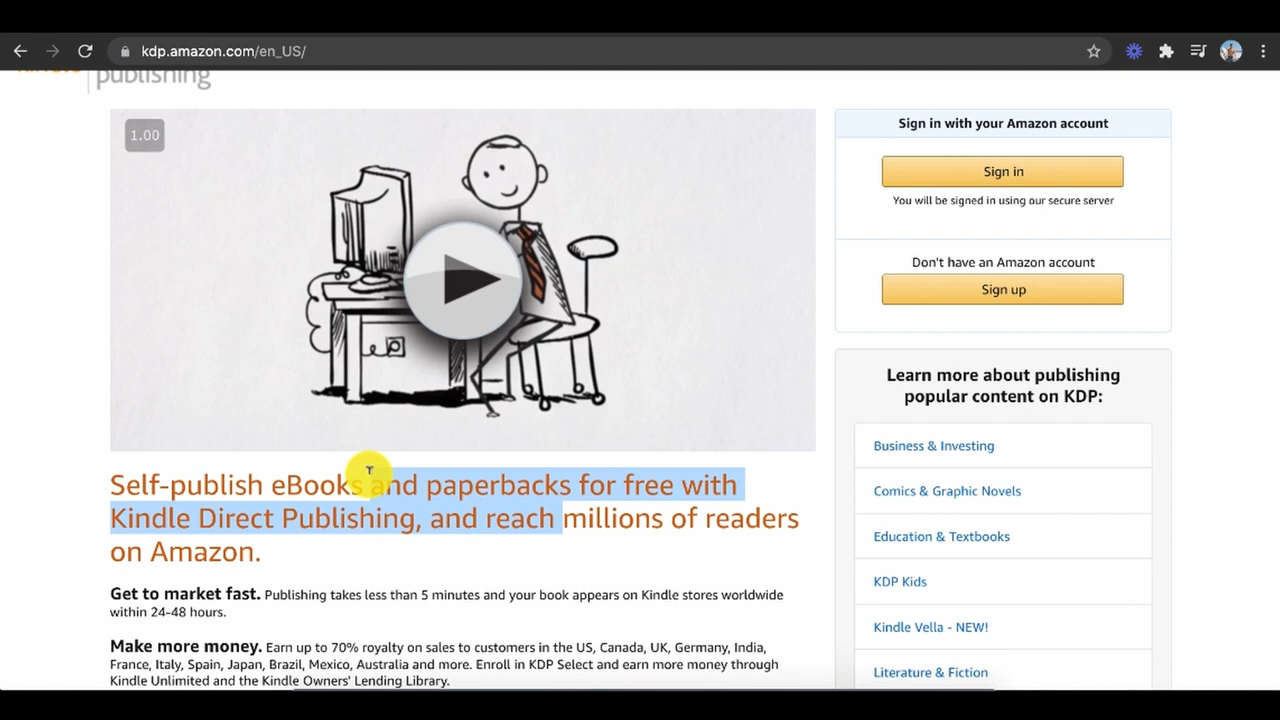 kdp.amazon.com/en_US/
publishing
1.00
Self-publish eBooks and paperbacks for free with
Kindle Direct Publishing, and reach millions of readers
on Amazon.
Get to market fast. Publishing takes less than 5 minutes and your book appears on Kindle stores worldwide
within 24-48 hours.
Make more money. Earn up to 70% royalty on sales to customers in the US, Canada, UK, Germany, India,
France, Italy, Spain, Japan, Brazil, Mexico, Australia and more. Enroll in KDP Select and earn more money through
Kindle Unlimited and the Kindle Owners' Lending Library.
Sign in with your Amazon account
Sign in
You will be signed in using our secure server
Don't have an Amazon account
Sign up
Learn more about publishing
popular content on KDP:
Business & Investing
Comics & Graphic Novels
Education & Textbooks
KDP Kids
Kindle Vella - NEW!
Literature & Fiction